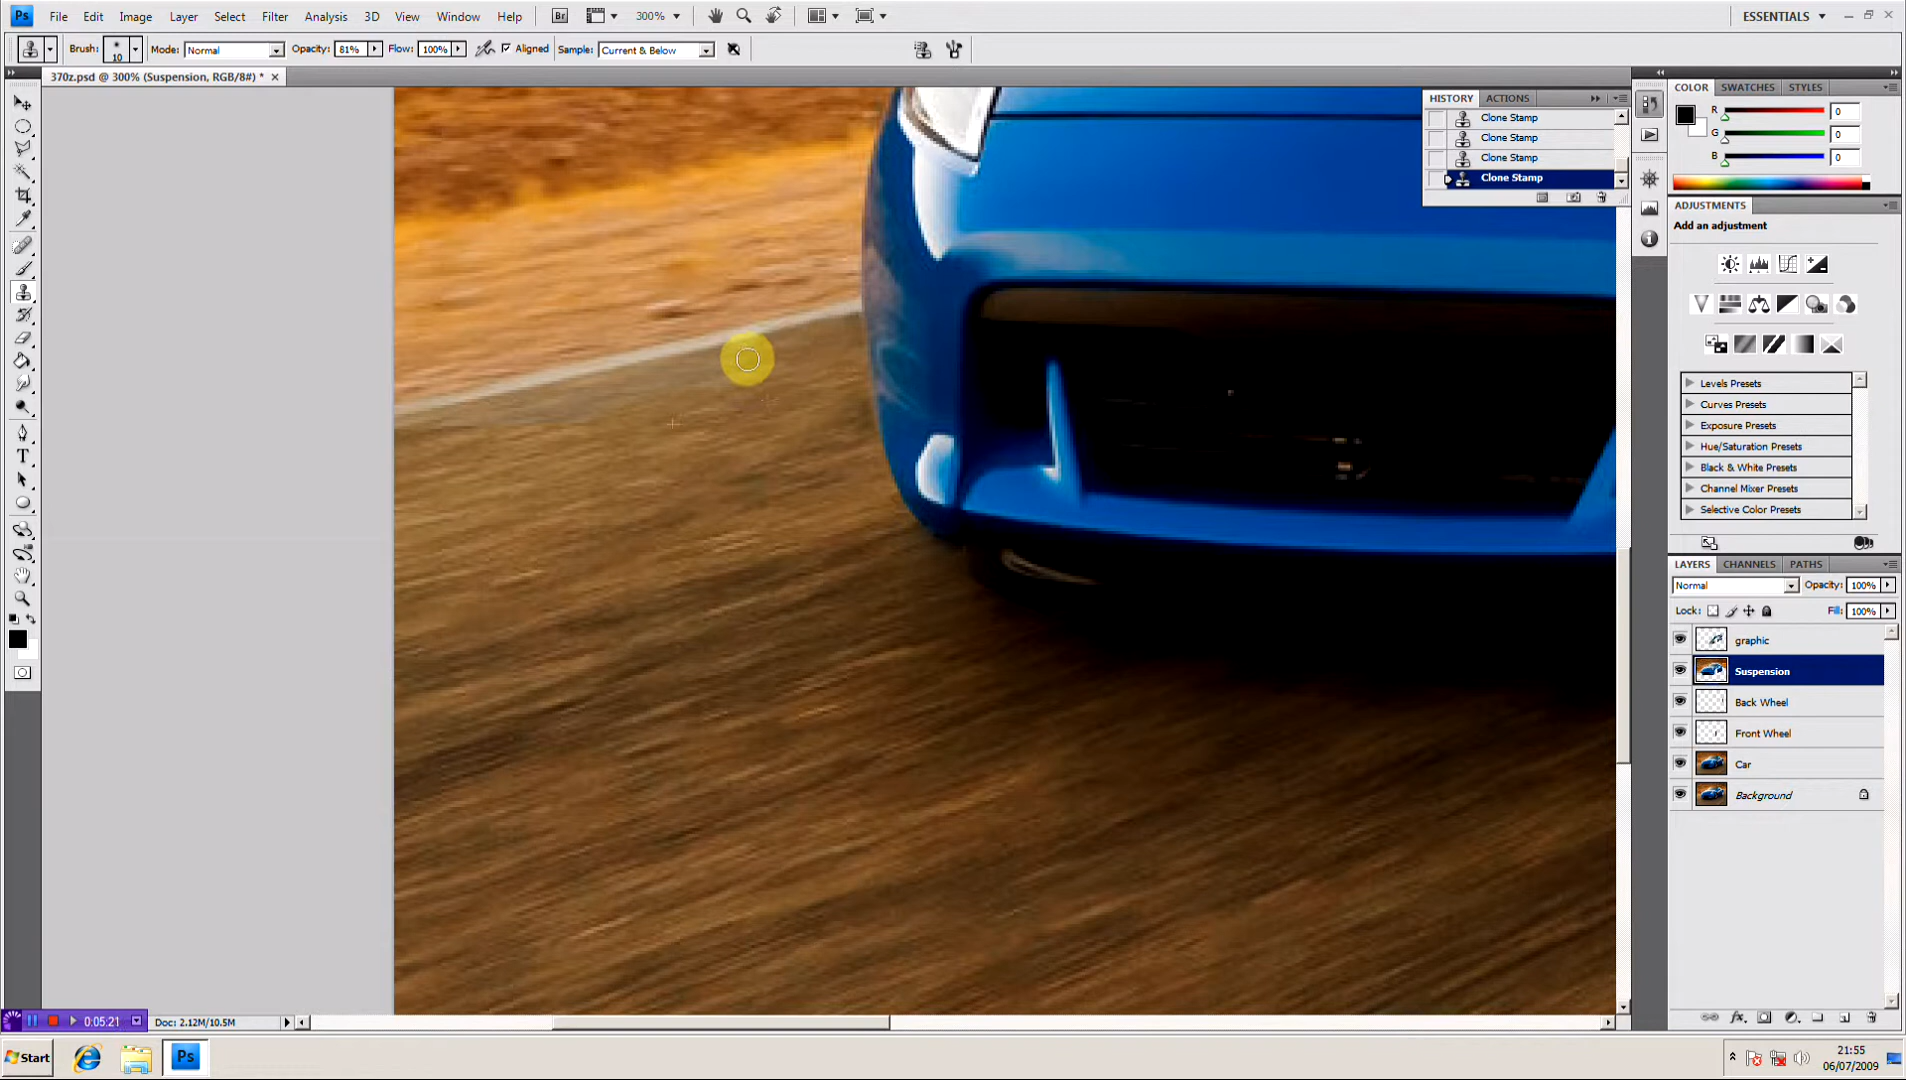 Ps File Edit Image Layer Select Filter Analysis 3D View Window Help Br 300% ESSENTIALS
Brush: 10 Mode: Normal Opacity: 81% Flow: 100% Aligned Sample: Current & Below
370z.psd @ 300% (Suspension, RGB/8#) *
HISTORY ACTIONS
Clone Stamp
Clone Stamp
Clone Stamp
Clone Stamp
COLOR SWATCHES STYLES
R 0
G 0
B 0
ADJUSTMENTS
Add an adjustment
Levels Presets
Curves Presets
Exposure Presets
Hue/Saturation Presets
Black & White Presets
Channel Mixer Presets
Selective Color Presets
LAYERS CHANNELS PATHS
Normal Opacity: 100%
Lock: Fill: 100%
graphic
Suspension
Back Wheel
Front Wheel
Car
Background
T
fx
0:05:21 Doc: 2.12M/10.5M
Start Ps
21:55
06/07/2009